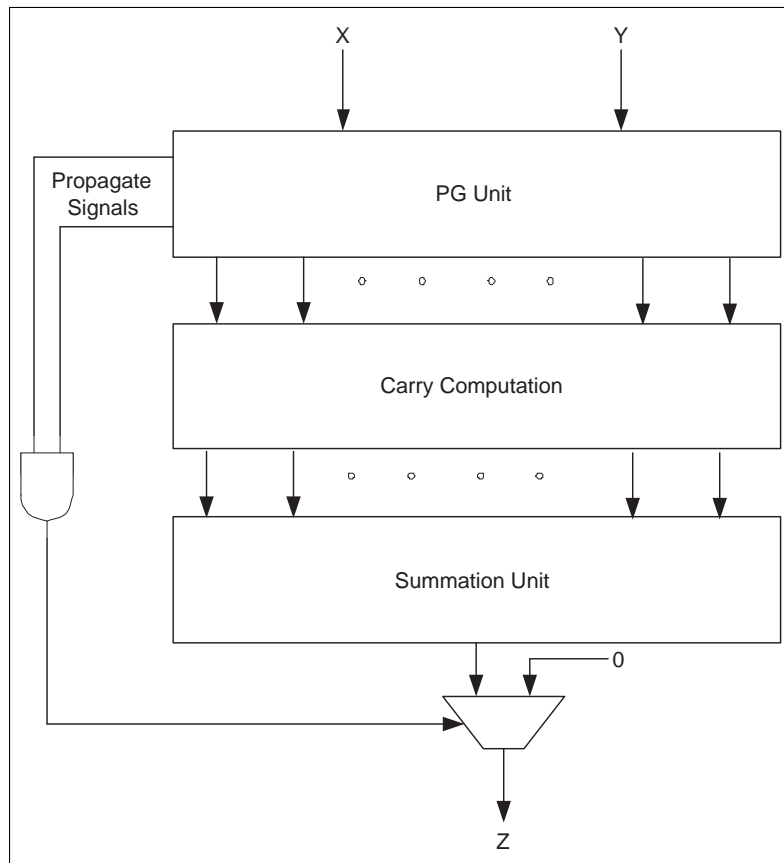 X
Y
Propagate
Signals
PG Unit
Carry Computation
Summation Unit
0
Z